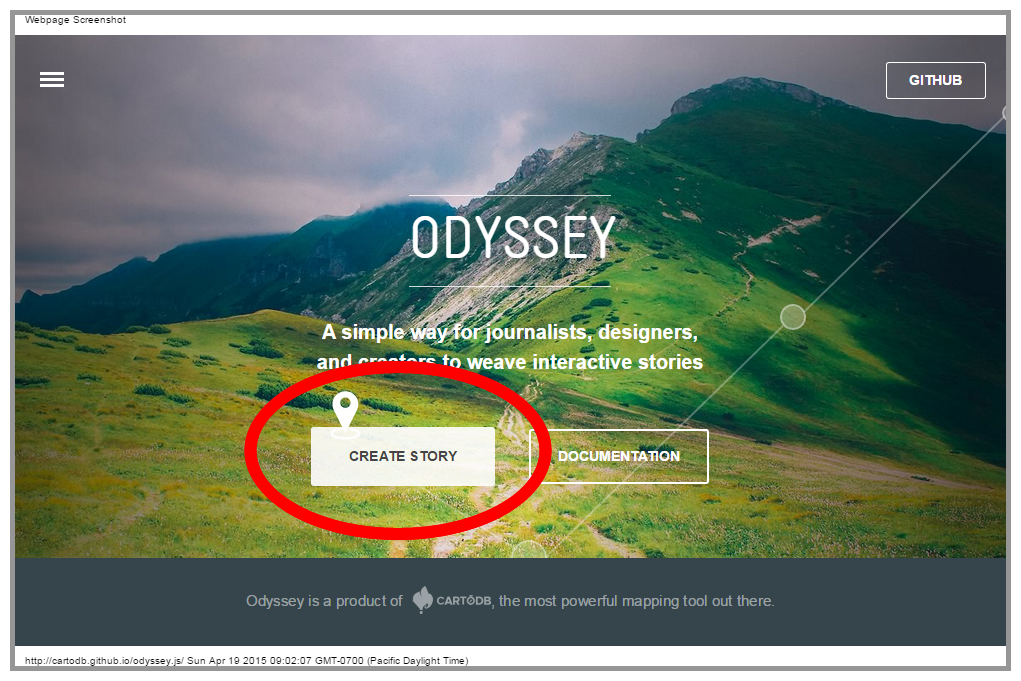 Webpage Screenshot
GITHUB
ODYSSEY
A simple way for journalists, designers,
and creators to weave interactive stories
CREATE STORY
DOCUMENTATION
Odyssey is a product of CARTODB, the most powerful mapping tool out there.
http://cartodb.github.io/odyssey.js/ Sun Apr 19 2015 09:02:07 GMT-0700 (Pacific Daylight Time)